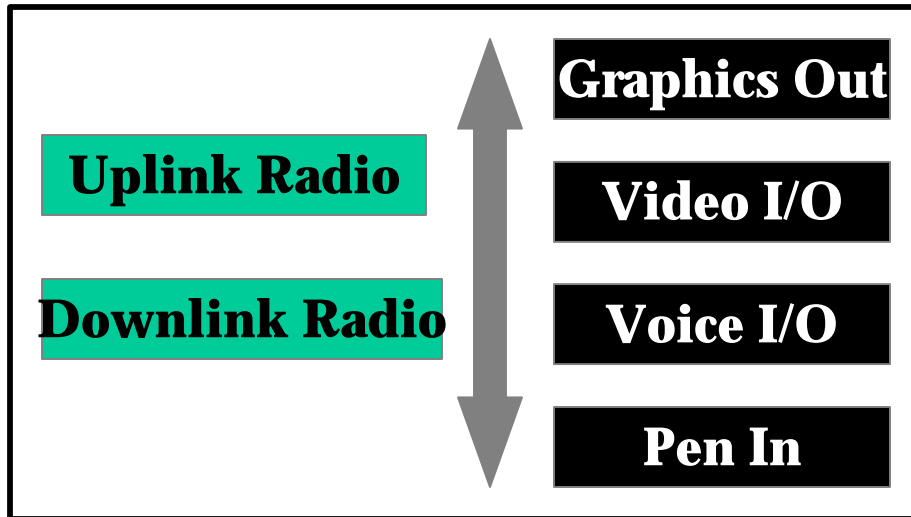 Uplink Radio
Downlink Radio
Graphics Out
Video I/O
Voice I/O
Pen In